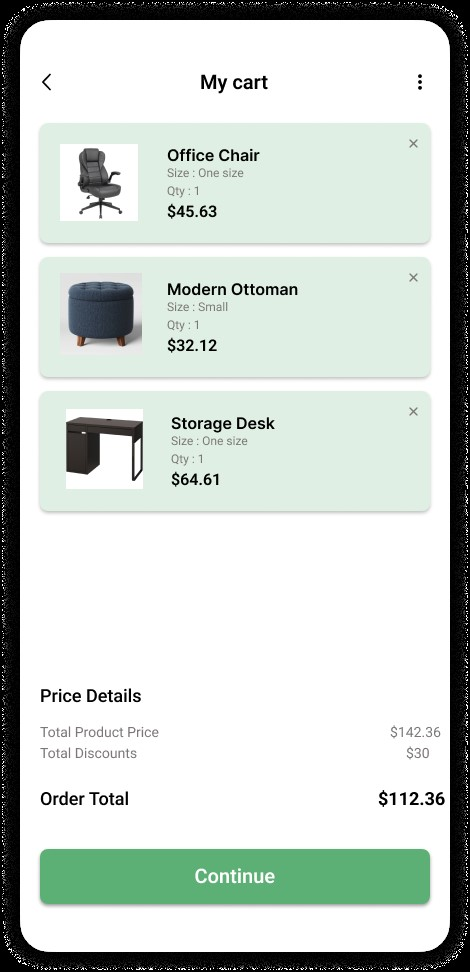 My cart
Office Chair
Size : One size
Qty : 1
$45.63
Modern Ottoman
Size : Small
Qty : 1
$32.12
Storage Desk
Size : One size
Qty : 1
$64.61
Price Details
Total Product Price $142.36
Total Discounts $30
Order Total $112.36
Continue